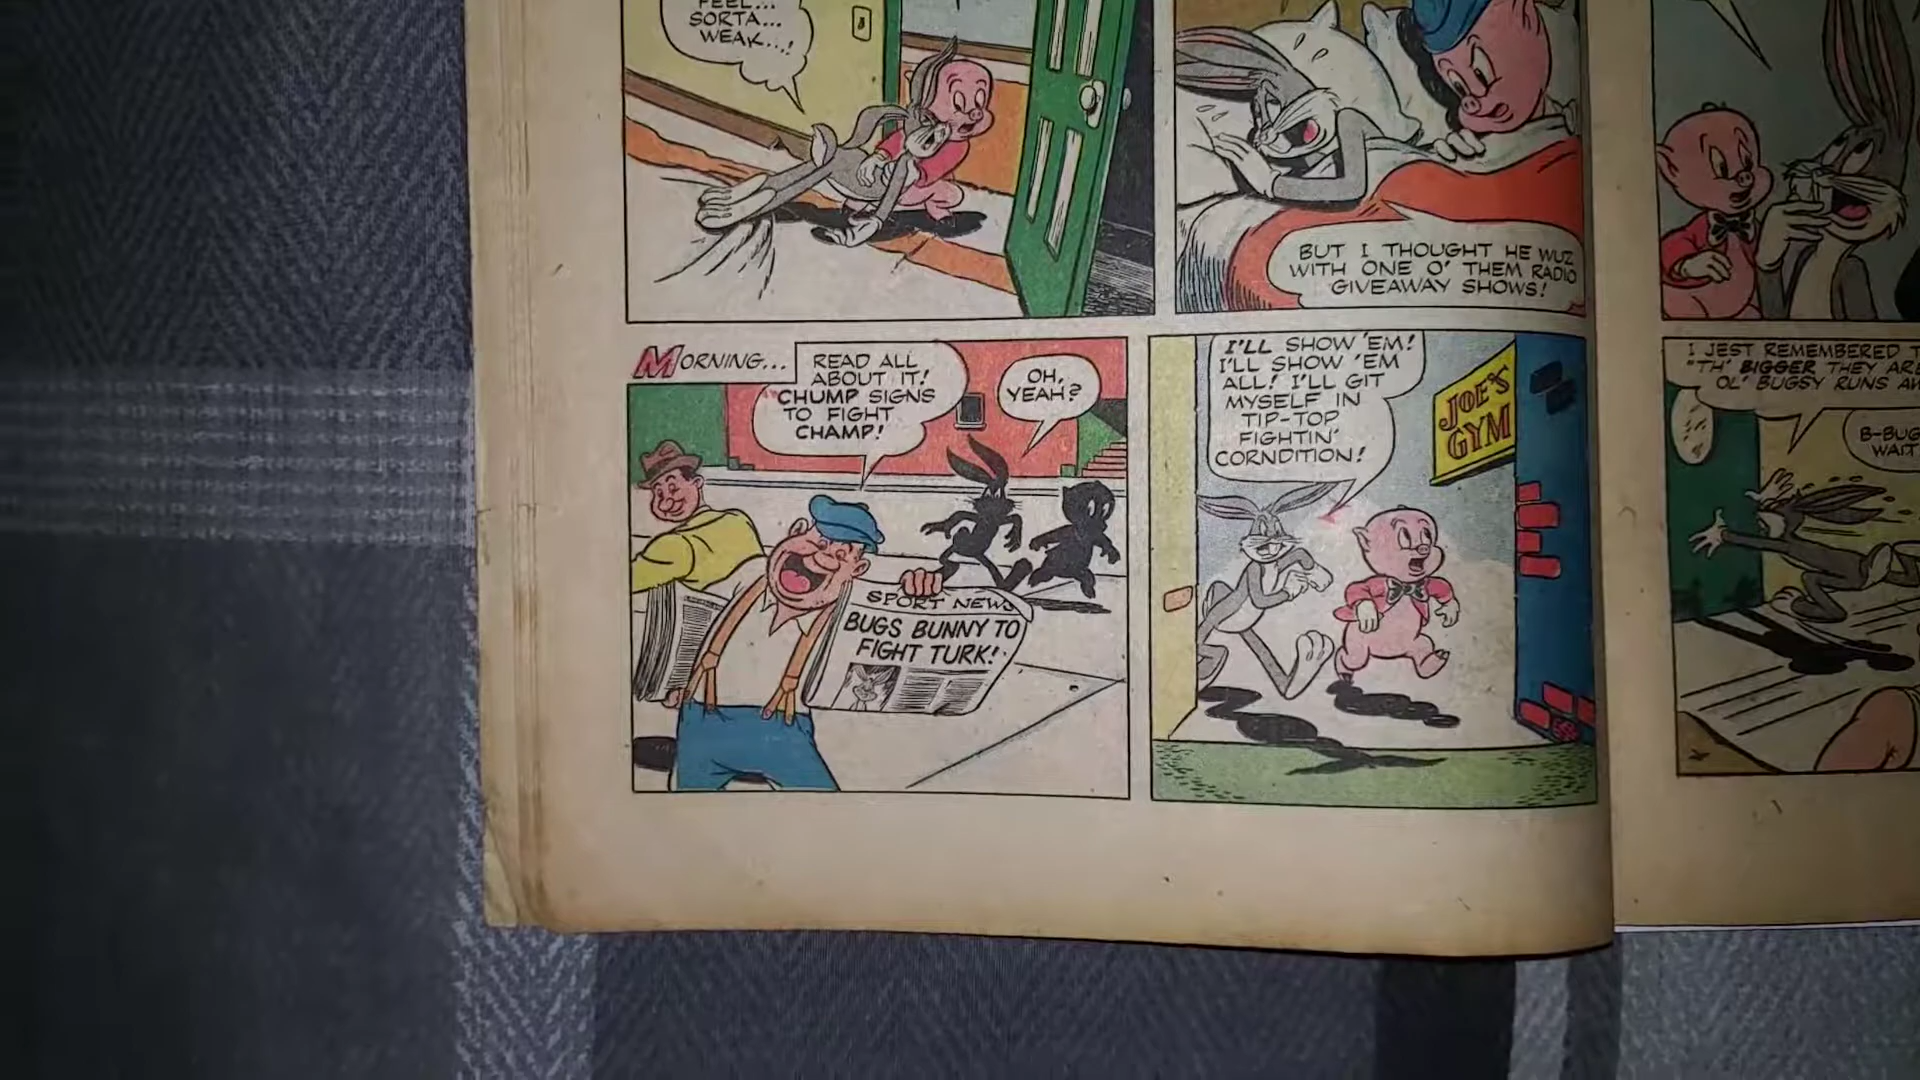 FEEL...
SORTA...
WEAK...!
BUT I THOUGHT HE WUZ
WITH ONE O' THEM RADIO
GIVEAWAY SHOWS!
MORNING...
READ ALL
ABOUT IT!
"CHUMP SIGNS
TO FIGHT
CHAMP!
OH,
YEAH?
SPORT NEWS
BUGS BUNNY TO
FIGHT TURK!
I'LL SHOW 'EM!
I'LL SHOW 'EM
ALL! I'LL GIT
MYSELF IN
TIP-TOP
FIGHTIN'
CORNDITION!
JOE'S
GYM
I JEST REMEMBERED
"TH' BIGGER THEY ARE
OL' BUGSY RUNS
WAIT